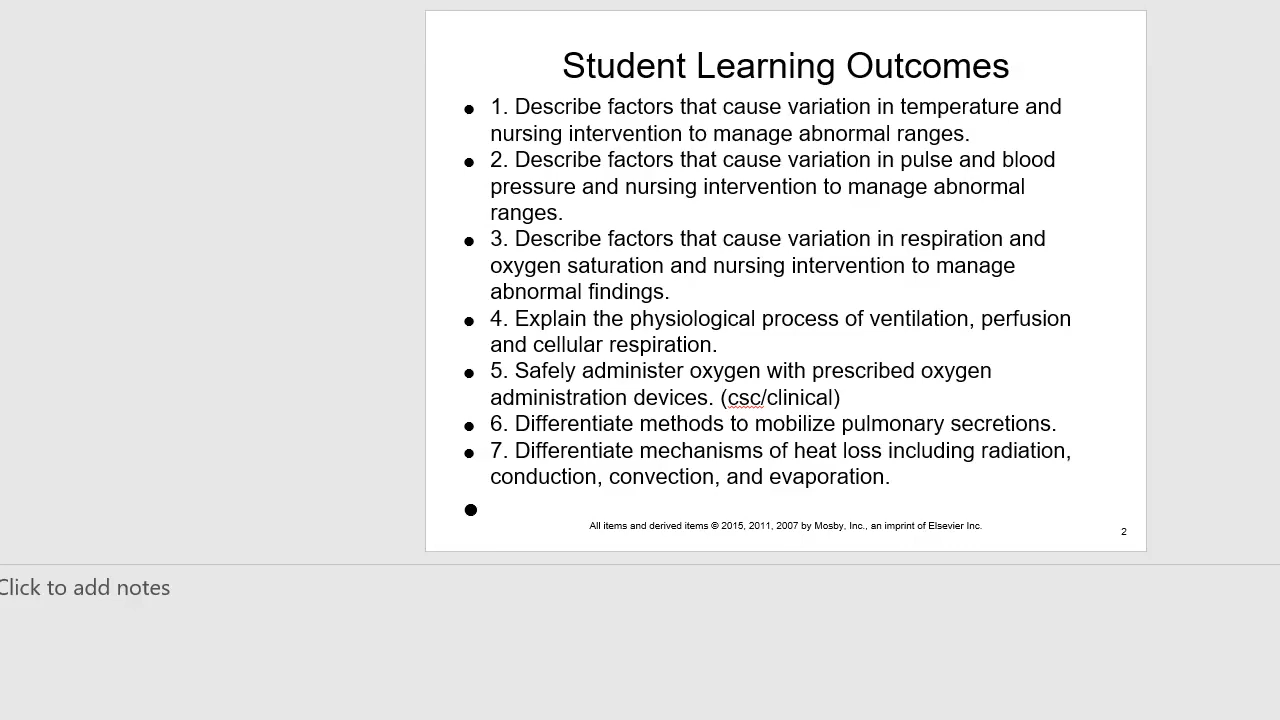 Student Learning Outcomes
● 1. Describe factors that cause variation in temperature and
nursing intervention to manage abnormal ranges.
● 2. Describe factors that cause variation in pulse and blood
pressure and nursing intervention to manage abnormal
ranges.
● 3. Describe factors that cause variation in respiration and
oxygen saturation and nursing intervention to manage
abnormal findings.
● 4. Explain the physiological process of ventilation, perfusion
and cellular respiration.
● 5. Safely administer oxygen with prescribed oxygen
administration devices. (csc/clinical)
● 6. Differentiate methods to mobilize pulmonary secretions.
● 7. Differentiate mechanisms of heat loss including radiation,
conduction, convection, and evaporation.
●
All items and derived items © 2015, 2011, 2007 by Mosby, Inc., an imprint of Elsevier Inc.
2
Click to add notes